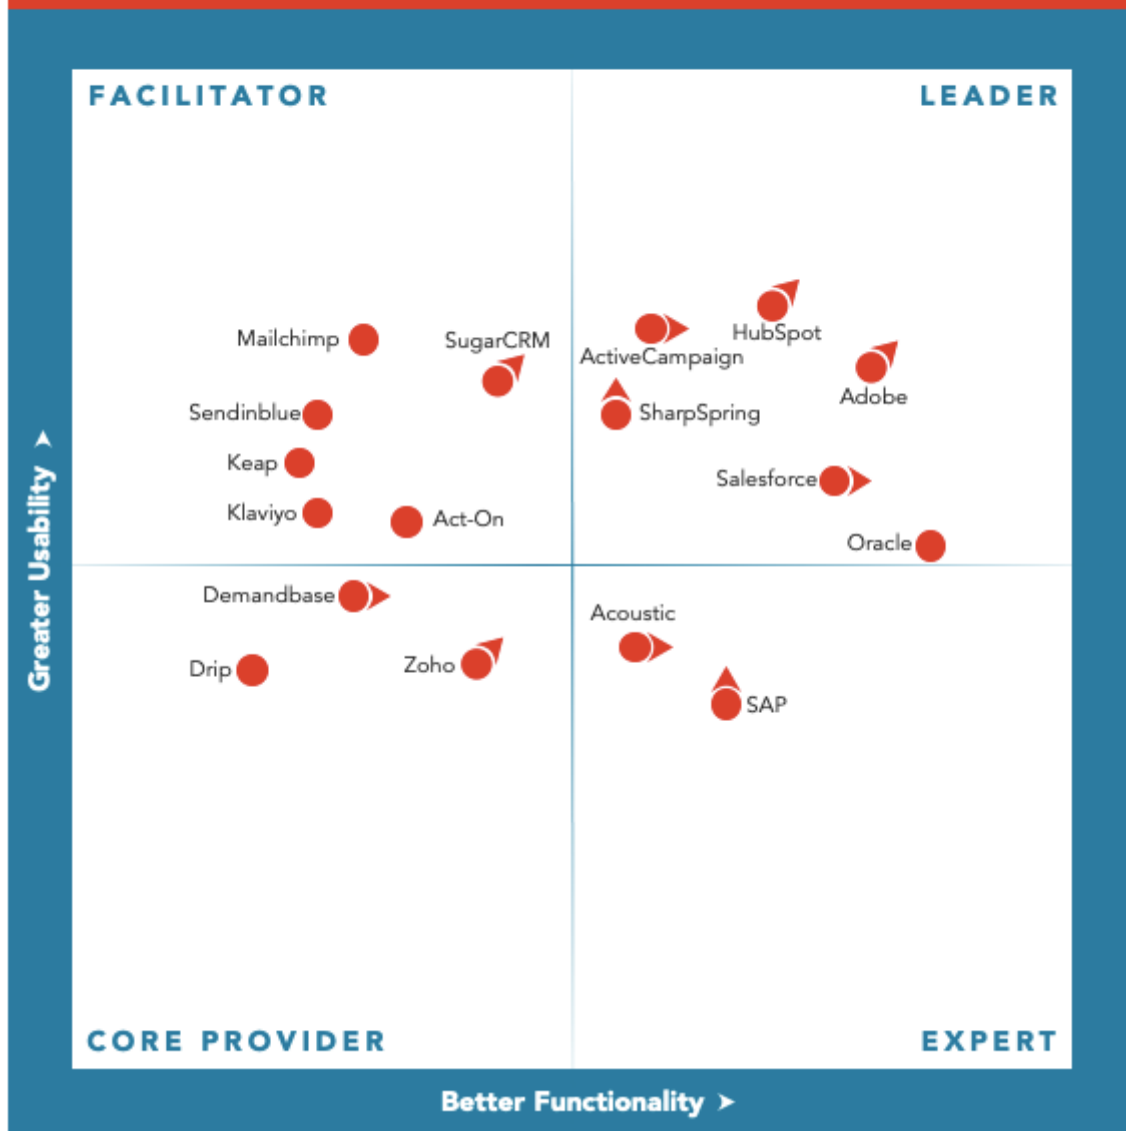 FACILITATOR
LEADER
HubSpot
Mailchimp
SugarCRM
ActiveCampaign
Adobe
Sendinblue
SharpSpring
Keap
Salesforce
Klaviyo
Act-On
Oracle
Greater Usability
Demandbase
Acoustic
Drip
Zoho
SAP
CORE PROVIDER
EXPERT
Better Functionality